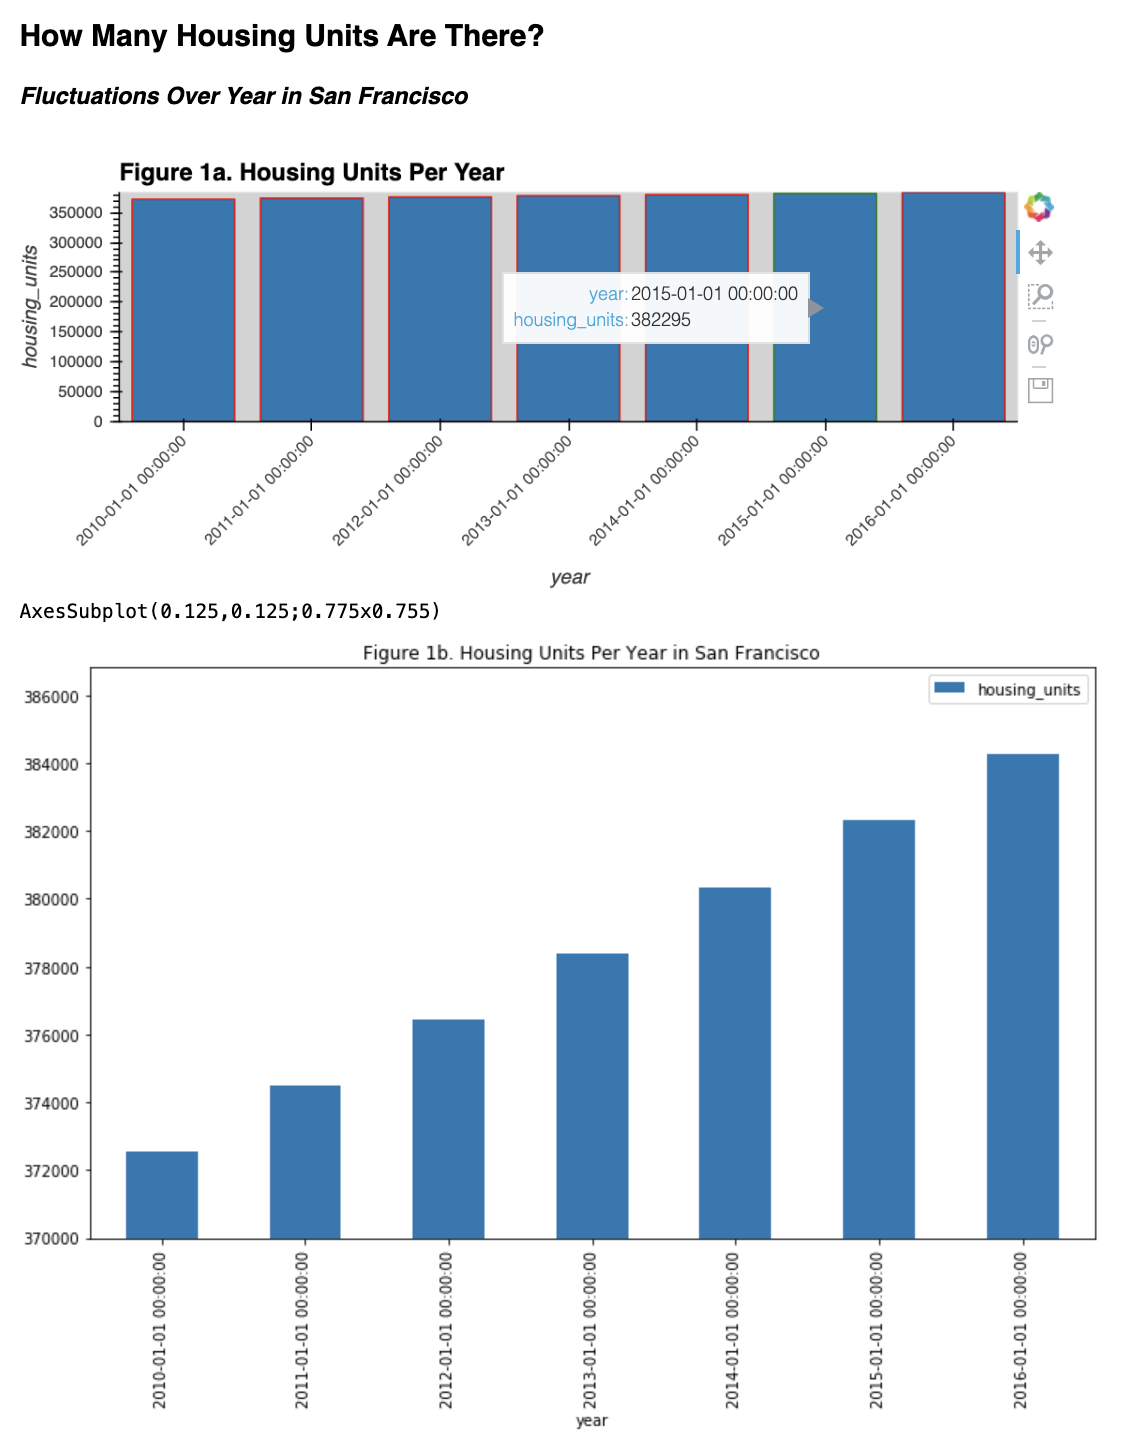 How Many Housing Units Are There?
Fluctuations Over Year in San Francisco
Figure 1a. Housing Units Per Year
housing_units
350000
300000
250000
200000
150000
100000
50000
0
year: 2015-01-01 00:00:00
housing_units: 382295
2010-01-01 00:00:00
2011-01-01 00:00:00
2012-01-01 00:00:00
2013-01-01 00:00:00
2014-01-01 00:00:00
2015-01-01 00:00:00
2016-01-01 00:00:00
year
AxesSubplot(0.125,0.125;0.775x0.755)
Figure 1b. Housing Units Per Year in San Francisco
housing_units
386000
384000
382000
380000
378000
376000
374000
372000
370000
2010-01-01 00:00:00
2011-01-01 00:00:00
2012-01-01 00:00:00
2013-01-01 00:00:00
2014-01-01 00:00:00
2015-01-01 00:00:00
2016-01-01 00:00:00
year